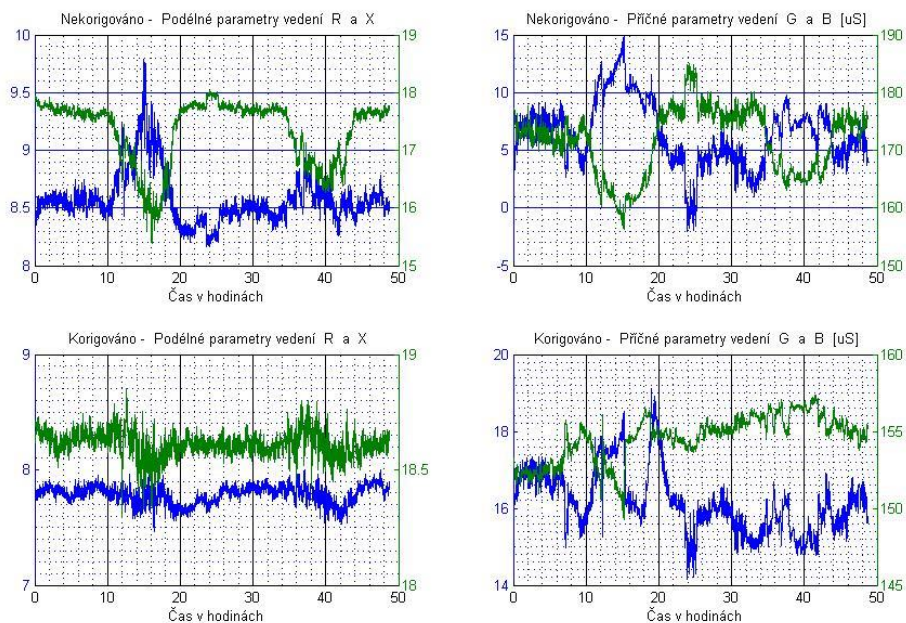 Nekorigováno - Podélné parametry vedení R a X
10
9.5
9
8.5
8
19
18
17
16
15
0 10 20 30 40 50
Čas v hodinách
Nekorigováno - Příčné parametry vedení G a B [uS]
15
10
5
0
-5
190
180
170
160
150
0 10 20 30 40 50
Čas v hodinách
Korigováno - Podélné parametry vedení R a X
9
8
7
19
18.5
18
0 10 20 30 40 50
Čas v hodinách
Korigováno - Příčné parametry vedení G a B [uS]
20
18
16
14
160
155
150
145
0 10 20 30 40 50
Čas v hodinách